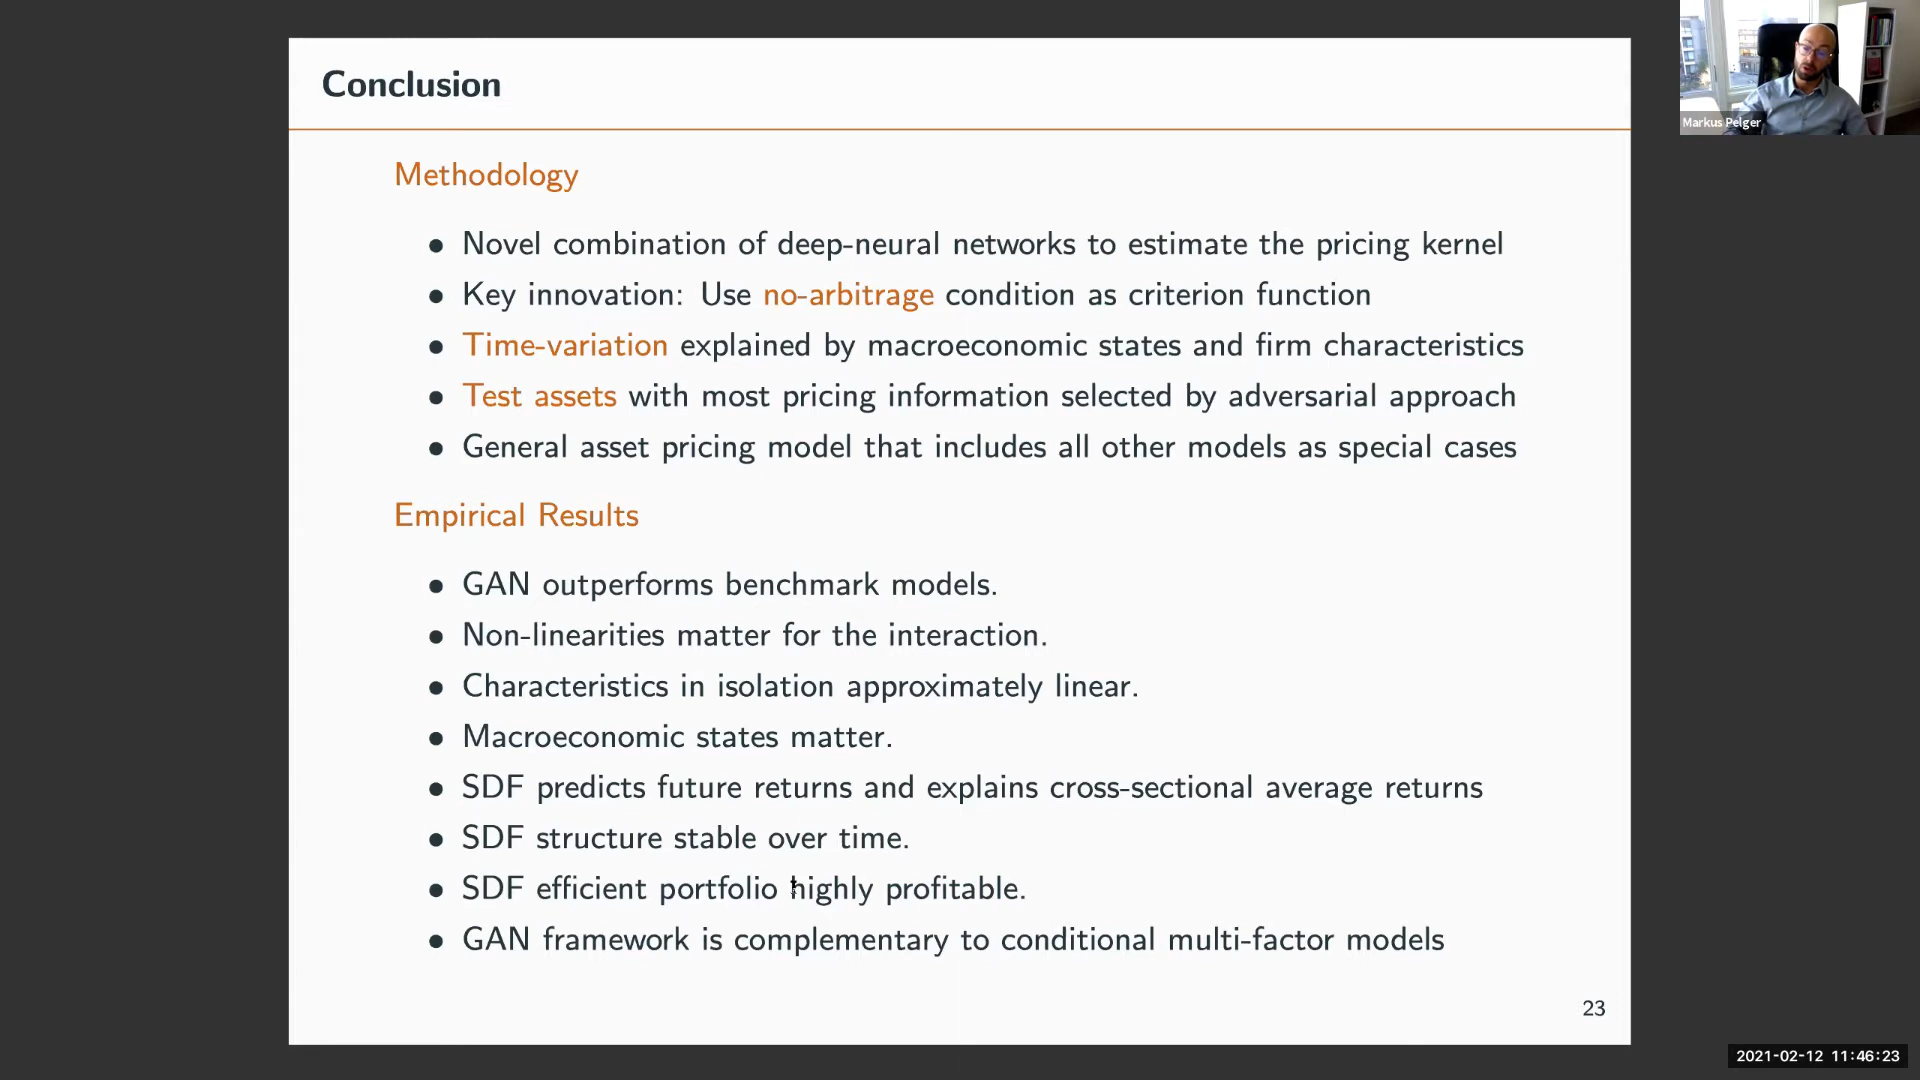 Conclusion
Markus Pelger
Methodology
• Novel combination of deep-neural networks to estimate the pricing kernel
• Key innovation: Use no-arbitrage condition as criterion function
• Time-variation explained by macroeconomic states and firm characteristics
• Test assets with most pricing information selected by adversarial approach
• General asset pricing model that includes all other models as special cases
Empirical Results
• GAN outperforms benchmark models.
• Non-linearities matter for the interaction.
• Characteristics in isolation approximately linear.
• Macroeconomic states matter.
• SDF predicts future returns and explains cross-sectional average returns
• SDF structure stable over time.
• SDF efficient portfolio highly profitable.
• GAN framework is complementary to conditional multi-factor models
23
2021-02-12 11:46:23